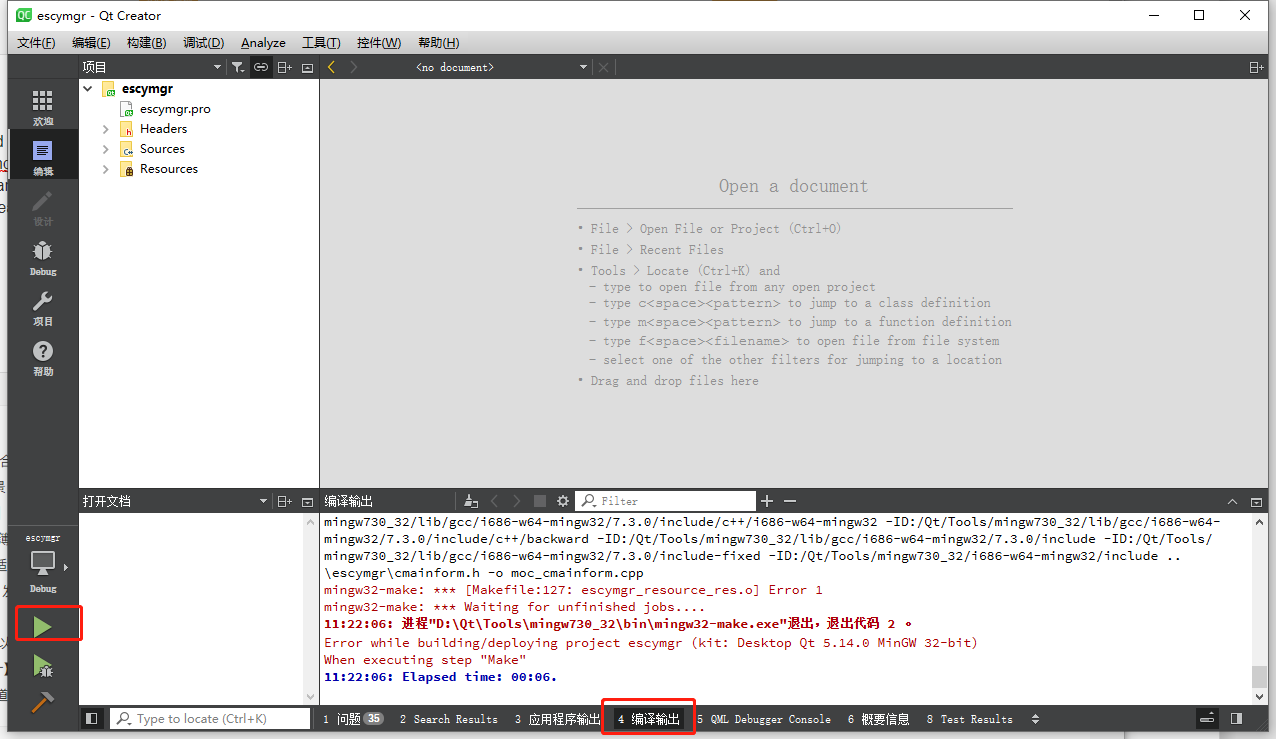 escymgr - Qt Creator
文件(F) 编辑(E) 构建(B) 调试(D) Analyze 工具(T) 控件(W) 帮助(H)
项目
<no document>
escymgr
escymgr.pro
Headers
Sources
Resources
欢迎
编辑
设计
Debug
项目
帮助
Open a document
• File > Open File or Project (Ctrl+O)
• File > Recent Files
• Tools > Locate (Ctrl+K) and
- type to open file from any open project
- type c<space><pattern> to jump to a class definition
- type m<space><pattern> to jump to a function definition
- type f<space><filename> to open file from file system
- select one of the other filters for jumping to a location
• Drag and drop files here
打开文档
编译输出
Filter
mingw730_32/lib/gcc/i686-w64-mingw32/7.3.0/include/c++/i686-w64-mingw32 -ID:/Qt/Tools/mingw730_32/lib/gcc/i686-w64-
mingw32/7.3.0/include/c++/backward -ID:/Qt/Tools/mingw730_32/lib/gcc/i686-w64-mingw32/7.3.0/include -ID:/Qt/Tools/
mingw730_32/lib/gcc/i686-w64-mingw32/7.3.0/include-fixed -ID:/Qt/Tools/mingw730_32/i686-w64-mingw32/include ..
\escymgr\cmainform.h -o moc_cmainform.cpp
mingw32-make: *** [Makefile:127: escymgr_resource_res.o] Error 1
mingw32-make: *** Waiting for unfinished jobs....
11:22:06: 进程"D:\Qt\Tools\mingw730_32\bin\mingw32-make.exe"退出，退出代码 2 。
Error while building/deploying project escymgr (kit: Desktop Qt 5.14.0 MinGW 32-bit)
When executing step "Make"
11:22:06: Elapsed time: 00:06.
escymgr
Debug
Type to locate (Ctrl+K)
1 问题 35
2 Search Results
3 应用程序输出
4 编译输出
5 QML Debugger Console
6 概要信息
8 Test Results